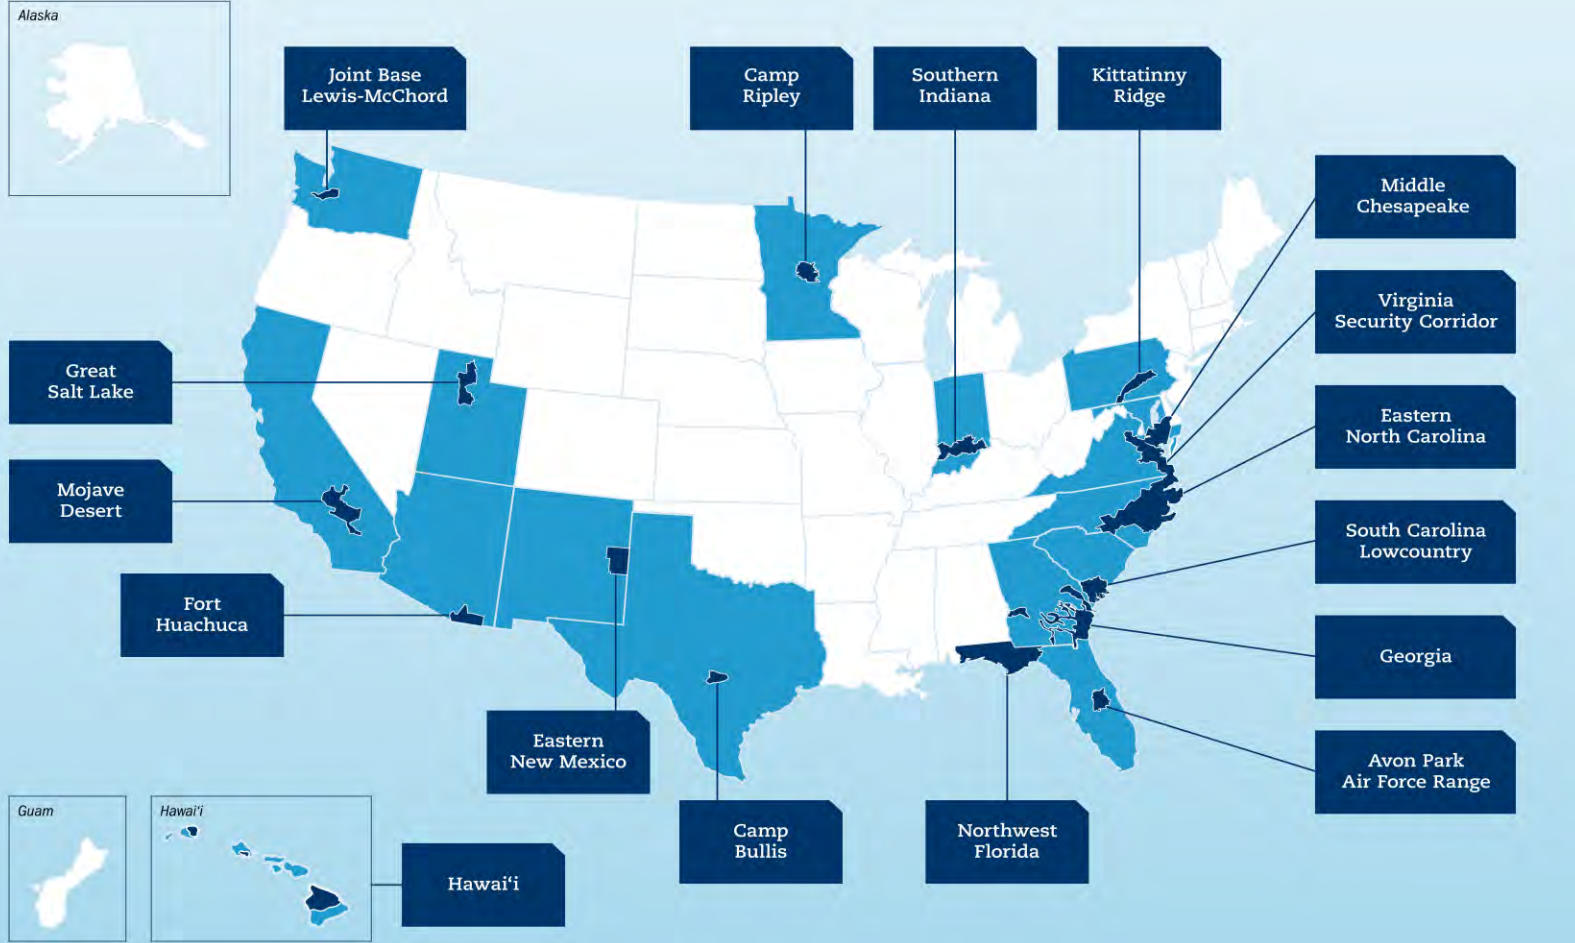 Alaska
Joint Base
Lewis-McChord
Camp
Ripley
Southern
Indiana
Kittatinny
Ridge
Middle
Chesapeake
Virginia
Security Corridor
Great
Salt Lake
Eastern
North Carolina
Mojave
Desert
South Carolina
Lowcountry
Fort
Huachuca
Georgia
Eastern
New Mexico
Avon Park
Air Force Range
Guam
Hawai'i
Camp
Bullis
Northwest
Florida
Hawai‘i